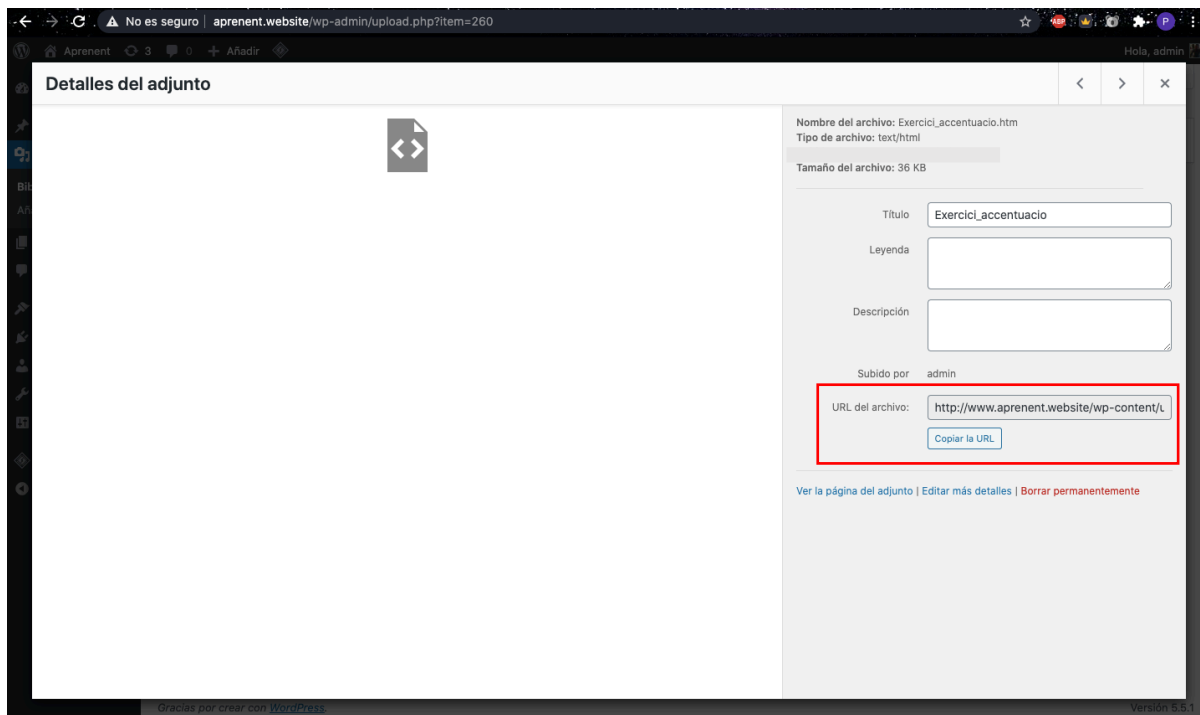 No es seguro | aprenent.website/wp-admin/upload.php?item=260
ABP
P
Aprenent 3 0 + Añadir
Hola, admin
Detalles del adjunto
Nombre del archivo: Exercici_accentuacio.htm
Tipo de archivo: text/html
Tamaño del archivo: 36 KB
Bib
Añ
Título
Exercici_accentuacio
Leyenda
Descripción
Subido por admin
URL del archivo: http://www.aprenent.website/wp-content/u
Copiar la URL
Ver la página del adjunto | Editar más detalles | Borrar permanentemente
Gracias por crear con WordPress.
Versión 5.5.1